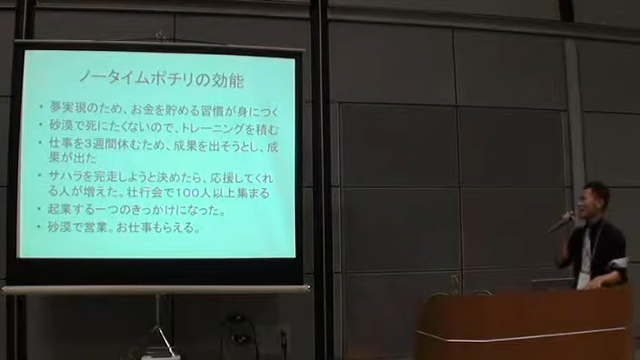 ノータイムポチリの効能
• 夢実現のため、お金を貯める習慣が身につく
• 砂漠で死にたくないので、トレーニングを積む
• 仕事を3週間休むため、成果を出そうとし、成
果が出た
• サハラを完走しようと決めたら、応援してくれ
る人が増えた。壮行会で100人以上集まる
• 起業する一つのきっかけになった。
• 砂漠で営業。お仕事もらえる。